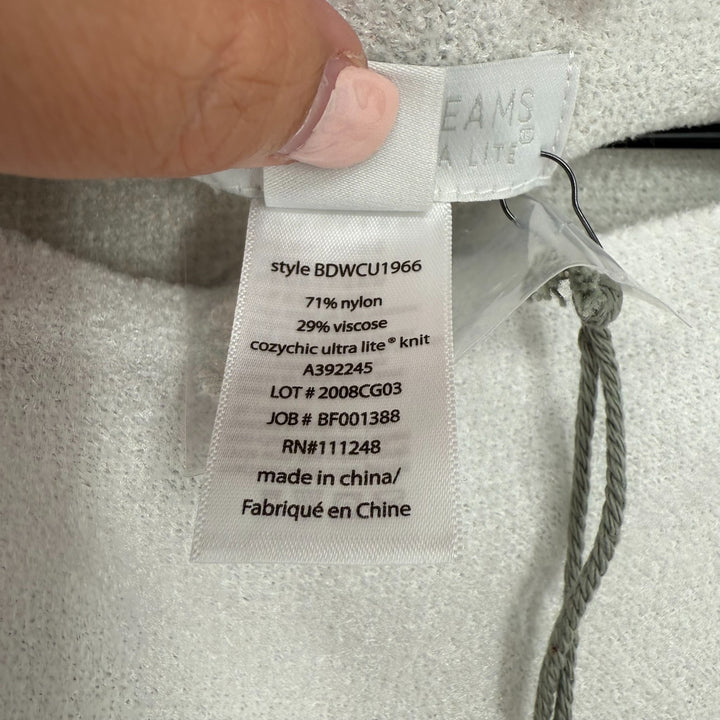 EAMS
A LITE
style BDWCU1966
71% nylon
29% viscose
cozychic ultra lite® knit
A392245
LOT # 2008CG03
JOB # BF001388
RN#111248
made in china/
Fabriqué en Chine